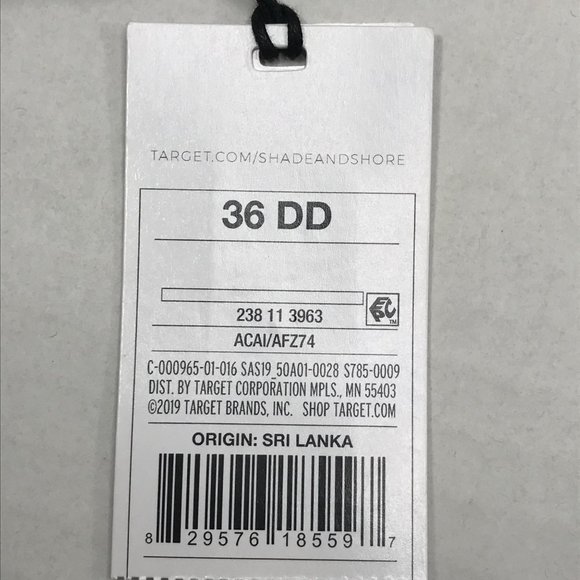 TARGET.COM/SHADEANDSHORE
36 DD
238 11 3963
EPC
TM
ACAI/AFZ74
C-000965-01-016 SAS19_50A01-0028 S785-0009
DIST. BY TARGET CORPORATION MPLS., MN 55403
©2019 TARGET BRANDS, INC. SHOP TARGET.COM
ORIGIN: SRI LANKA
8 29576 18559 7